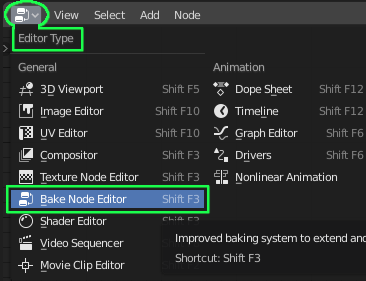 View Select Add Node
Editor Type
General
3D Viewport Shift F5
Image Editor Shift F10
UV Editor Shift F10
Compositor Shift F3
Texture Node Editor Shift F3
Bake Node Editor Shift F3
Shader Editor
Video Sequencer
Movie Clip Editor
Animation
Dope Sheet Shift F12
Timeline Shift F12
Graph Editor Shift F6
Drivers Shift F6
Nonlinear Animation
Improved baking system to extend and
Shortcut: Shift F3